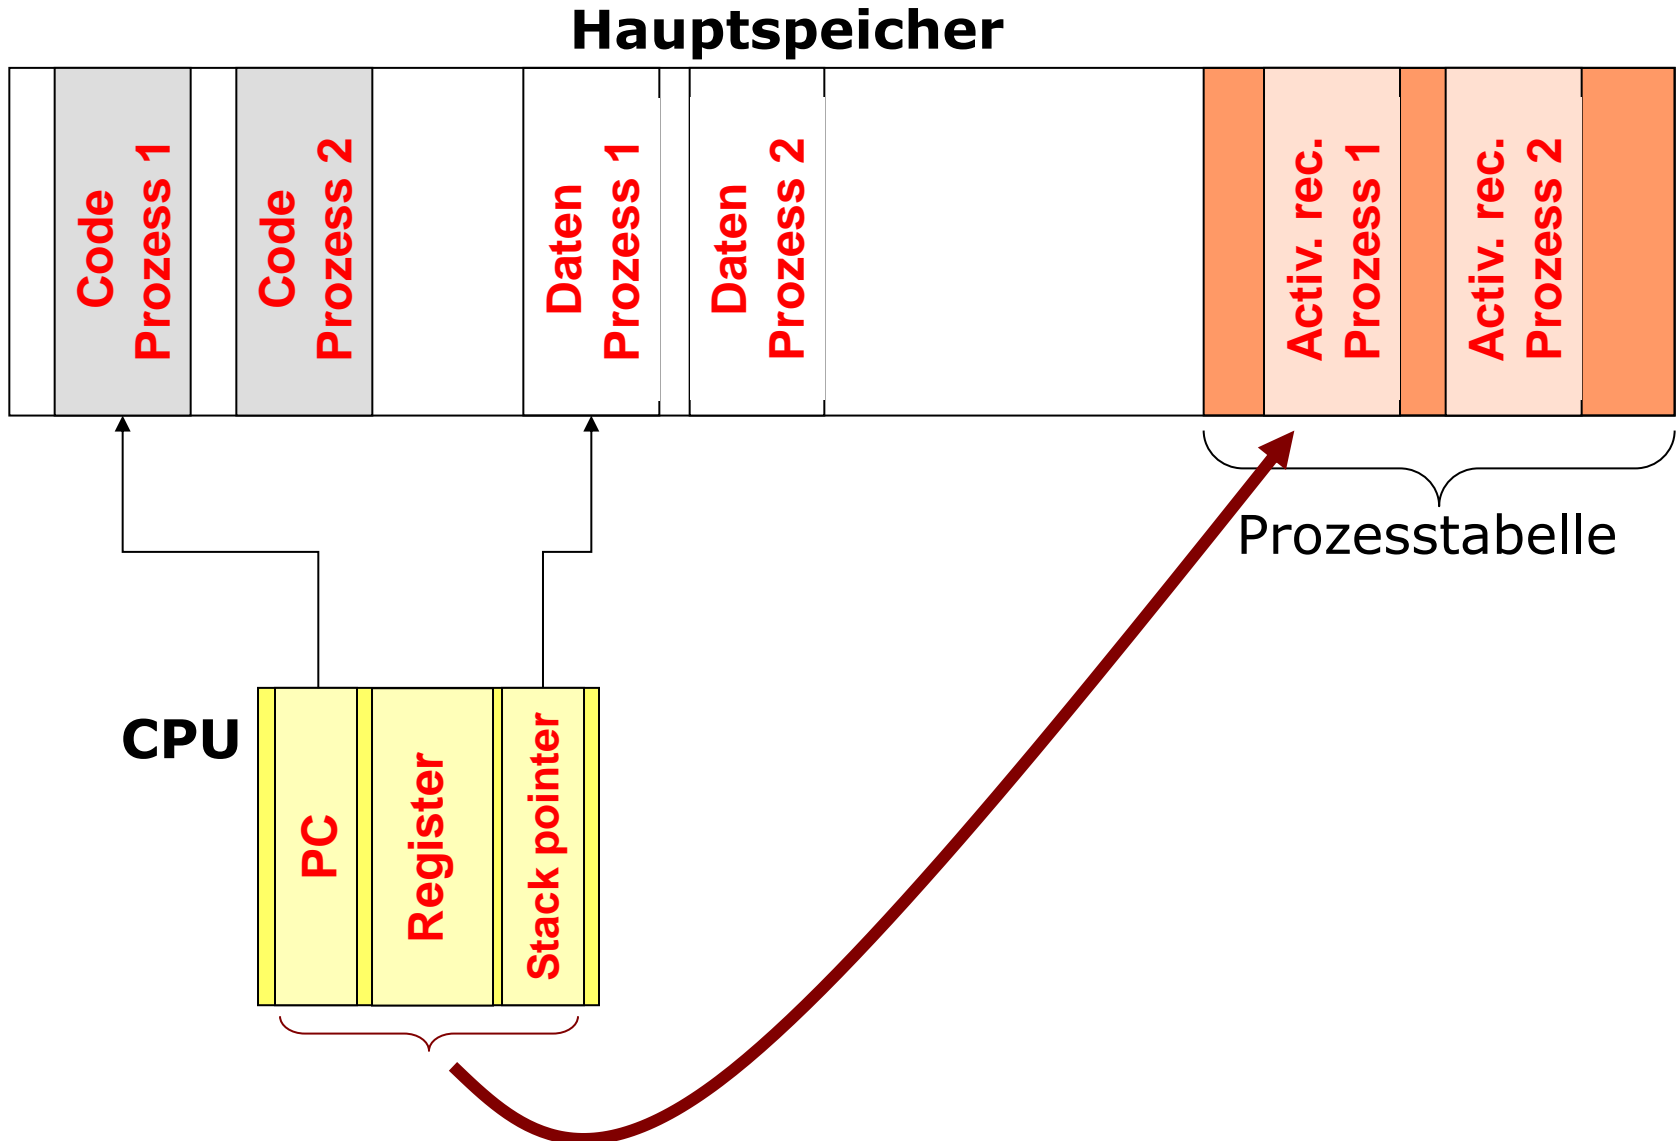 Hauptspeicher
Code
Prozess 1
Code
Prozess 2
Daten
Prozess 1
Daten
Prozess 2
Activ. rec.
Prozess 1
Activ. rec.
Prozess 2
Prozesstabelle
CPU
PC
Register
Stack pointer